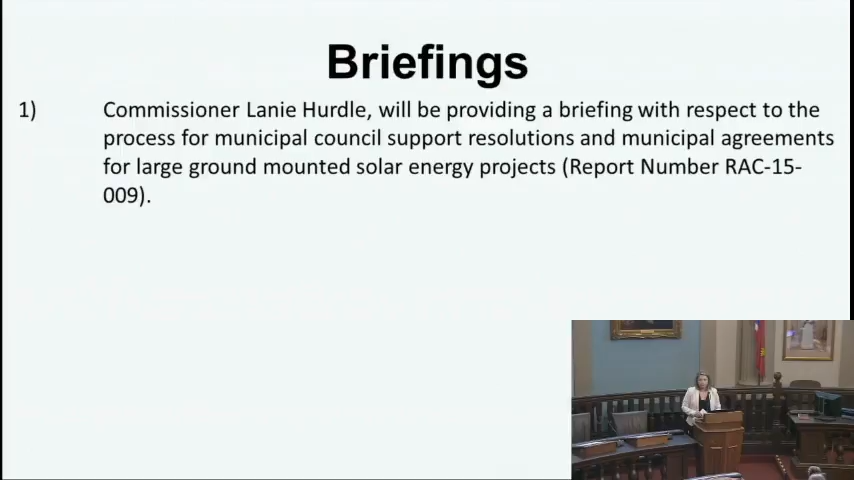 Briefings
1) Commissioner Lanie Hurdle, will be providing a briefing with respect to the
process for municipal council support resolutions and municipal agreements
for large ground mounted solar energy projects (Report Number RAC-15-
009).